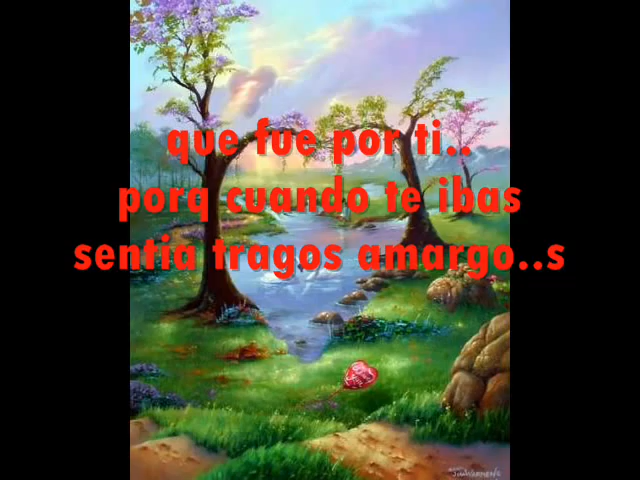 que fue por ti..
porq cuando te ibas
sentia tragos amargo..s